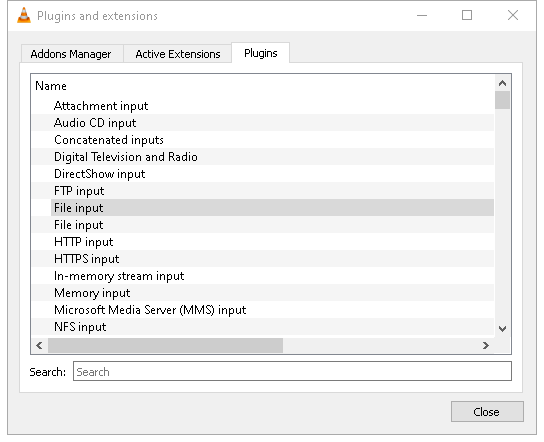 Plugins and extensions
Addons Manager
Active Extensions
Plugins
Name
Attachment input
Audio CD input
Concatenated inputs
Digital Television and Radio
DirectShow input
FTP input
File input
File input
HTTP input
HTTPS input
In-memory stream input
Memory input
Microsoft Media Server (MMS) input
NFS input
Search:
Search
Close